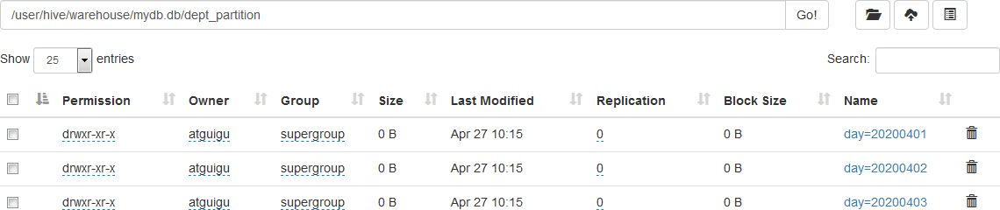 /user/hive/warehouse/mydb.db/dept_partition Go!
Show 25 entries Search:
Permission Owner Group Size Last Modified Replication Block Size Name
drwxr-xr-x atguigu supergroup 0 B Apr 27 10:15 0 0 B day=20200401
drwxr-xr-x atguigu supergroup 0 B Apr 27 10:15 0 0 B day=20200402
drwxr-xr-x atguigu supergroup 0 B Apr 27 10:15 0 0 B day=20200403